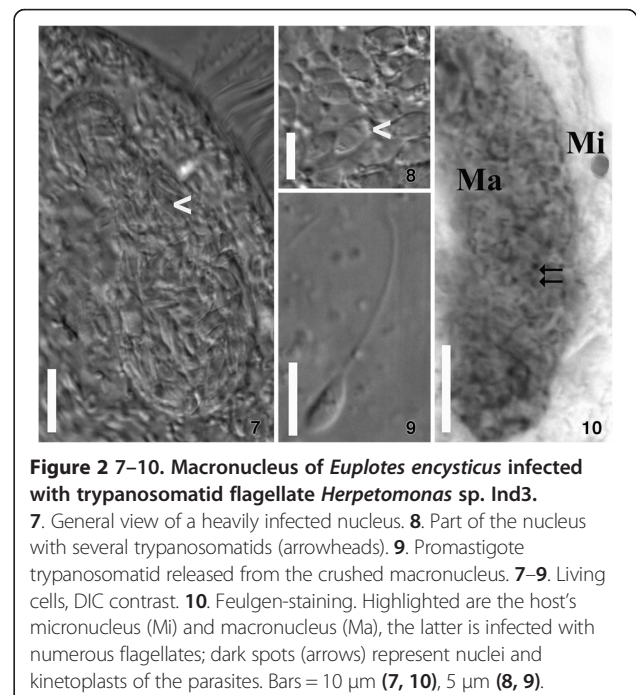 Mi
Ma
<
<
7
8
9
10
Figure 2 7–10. Macronucleus of Euplotes encysticus infected
with trypanosomatid flagellate Herpetomonas sp. Ind3.
7. General view of a heavily infected nucleus. 8. Part of the nucleus
with several trypanosomatids (arrowheads). 9. Promastigote
trypanosomatid released from the crushed macronucleus. 7–9. Living
cells, DIC contrast. 10. Feulgen-staining. Highlighted are the host's
micronucleus (Mi) and macronucleus (Ma), the latter is infected with
numerous flagellates; dark spots (arrows) represent nuclei and
kinetoplasts of the parasites. Bars = 10 μm (7, 10), 5 μm (8, 9).